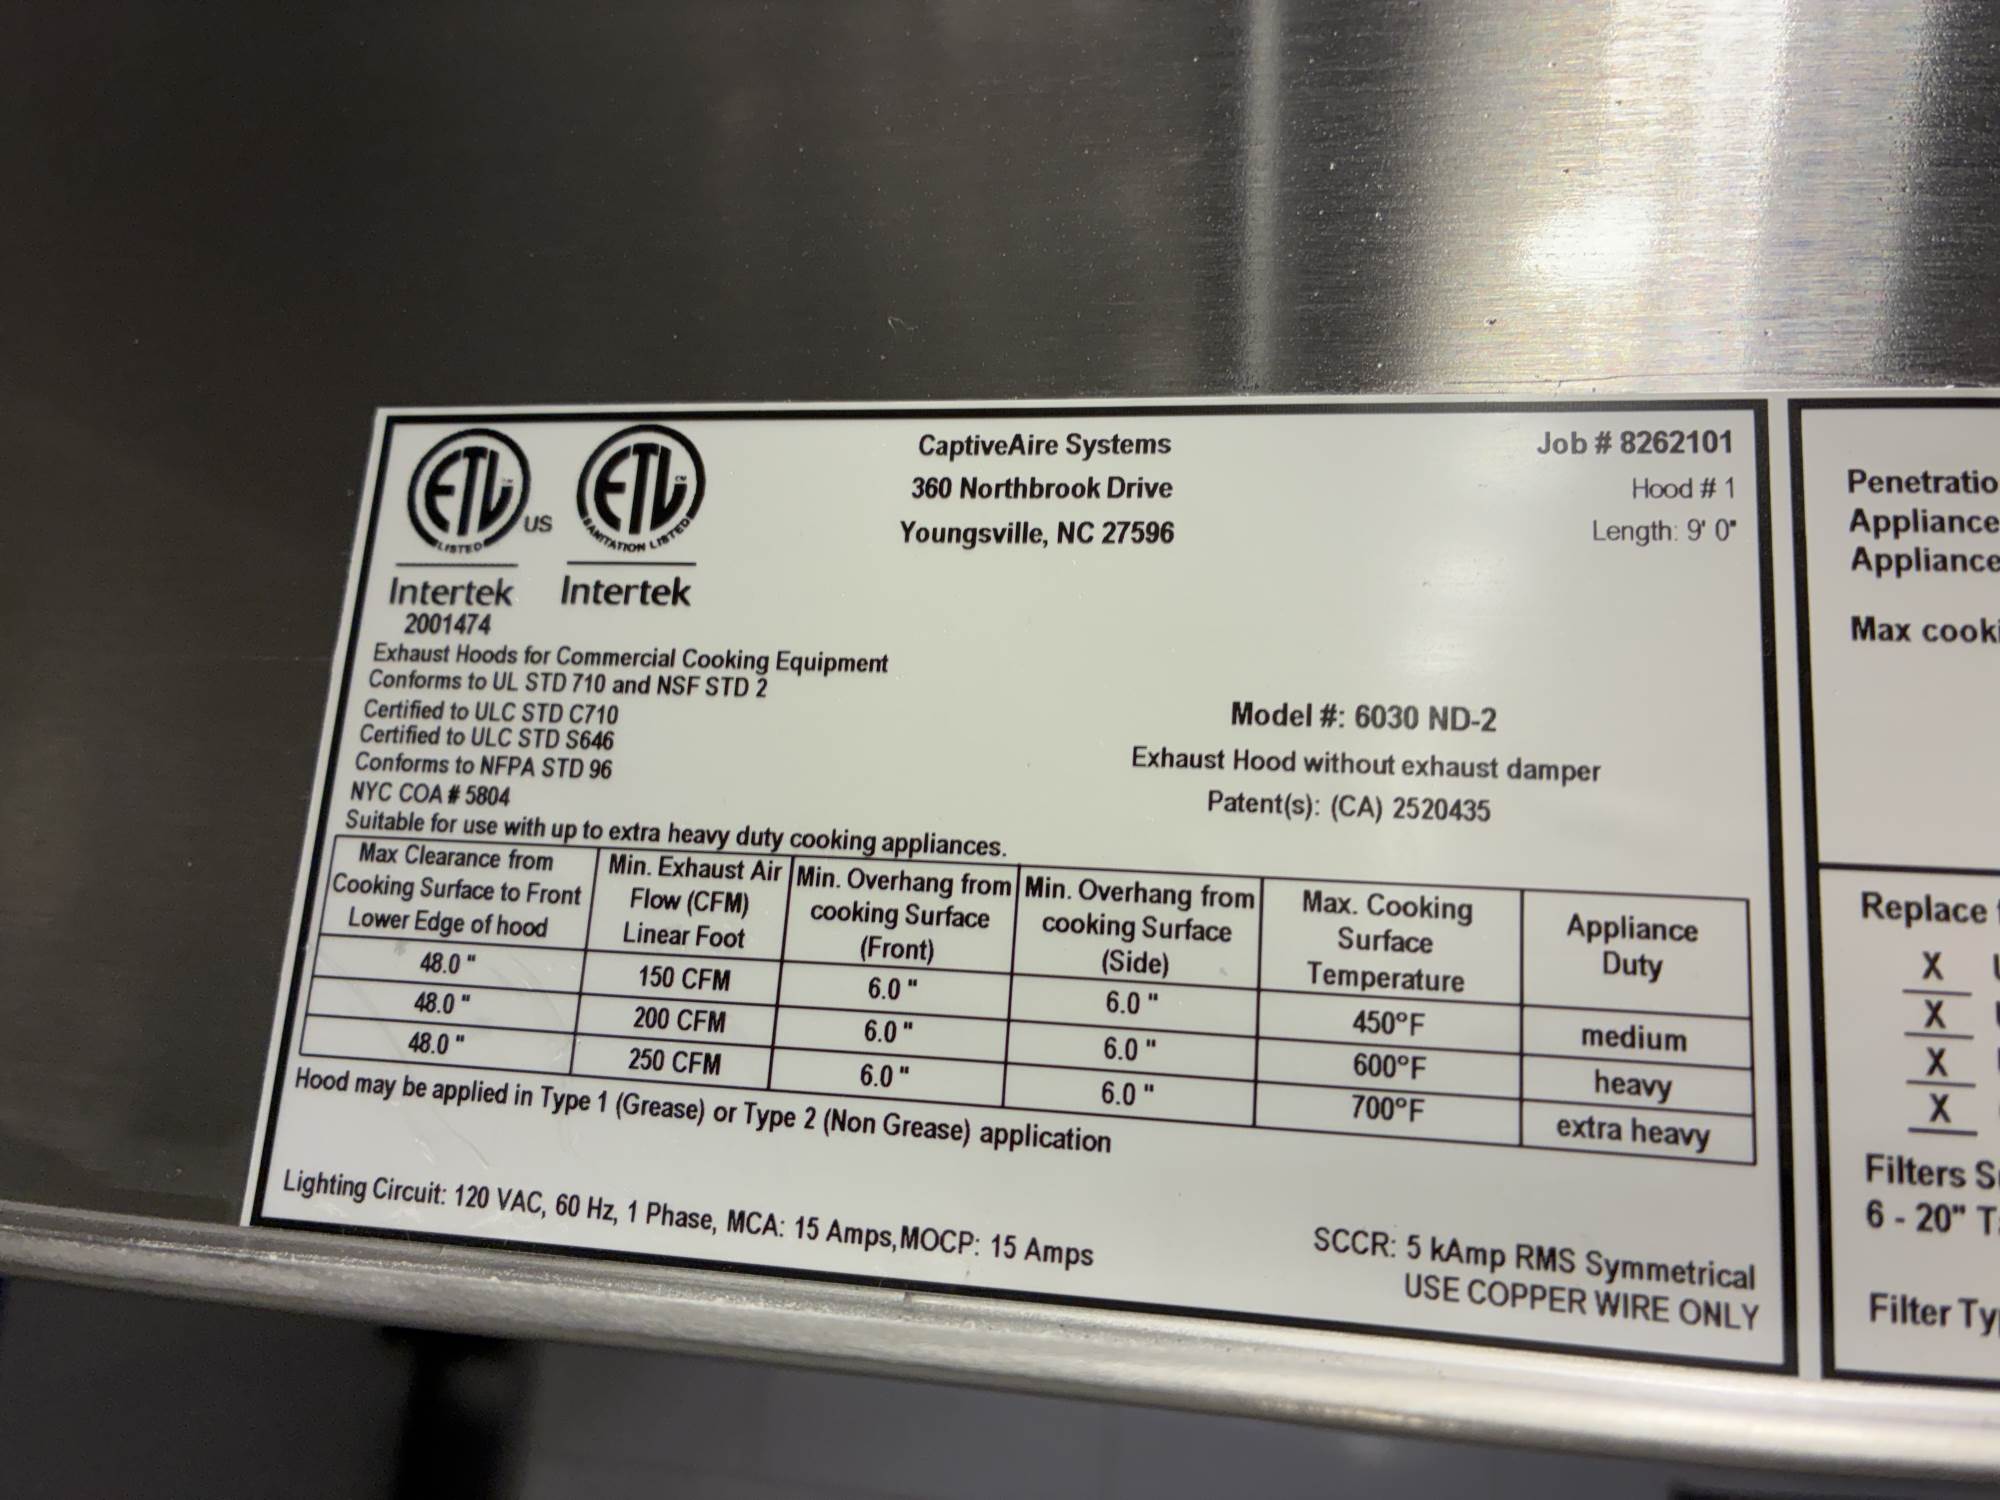 ETL
LISTED
US
Intertek
2001474
ETL
SANITATION LISTED
Intertek
CaptiveAire Systems
360 Northbrook Drive
Youngsville, NC 27596
Job # 8262101
Hood # 1
Length: 9' 0"
Exhaust Hoods for Commercial Cooking Equipment
Conforms to UL STD 710 and NSF STD 2
Certified to ULC STD C710
Certified to ULC STD S646
Conforms to NFPA STD 96
NYC COA # 5804
Suitable for use with up to extra heavy duty cooking appliances.
Model #: 6030 ND-2
Exhaust Hood without exhaust damper
Patent(s): (CA) 2520435
Max Clearance from
Cooking Surface to Front
Lower Edge of hood
Min. Exhaust Air
Flow (CFM)
Linear Foot
Min. Overhang from
cooking Surface
(Front)
Min. Overhang from
cooking Surface
(Side)
Max. Cooking
Surface
Temperature
Appliance
Duty
48.0 " 150 CFM 6.0 " 6.0 " 450°F medium
48.0 " 200 CFM 6.0 " 6.0 " 600°F heavy
48.0 " 250 CFM 6.0 " 6.0 " 700°F extra heavy
Hood may be applied in Type 1 (Grease) or Type 2 (Non Grease) application
Lighting Circuit: 120 VAC, 60 Hz, 1 Phase, MCA: 15 Amps, MOCP: 15 Amps
SCCR: 5 kAmp RMS Symmetrical
USE COPPER WIRE ONLY
Penetratio
Appliance
Appliance
Max cooki
Replace
X
X
X
X
Filters
6 - 20"
Filter